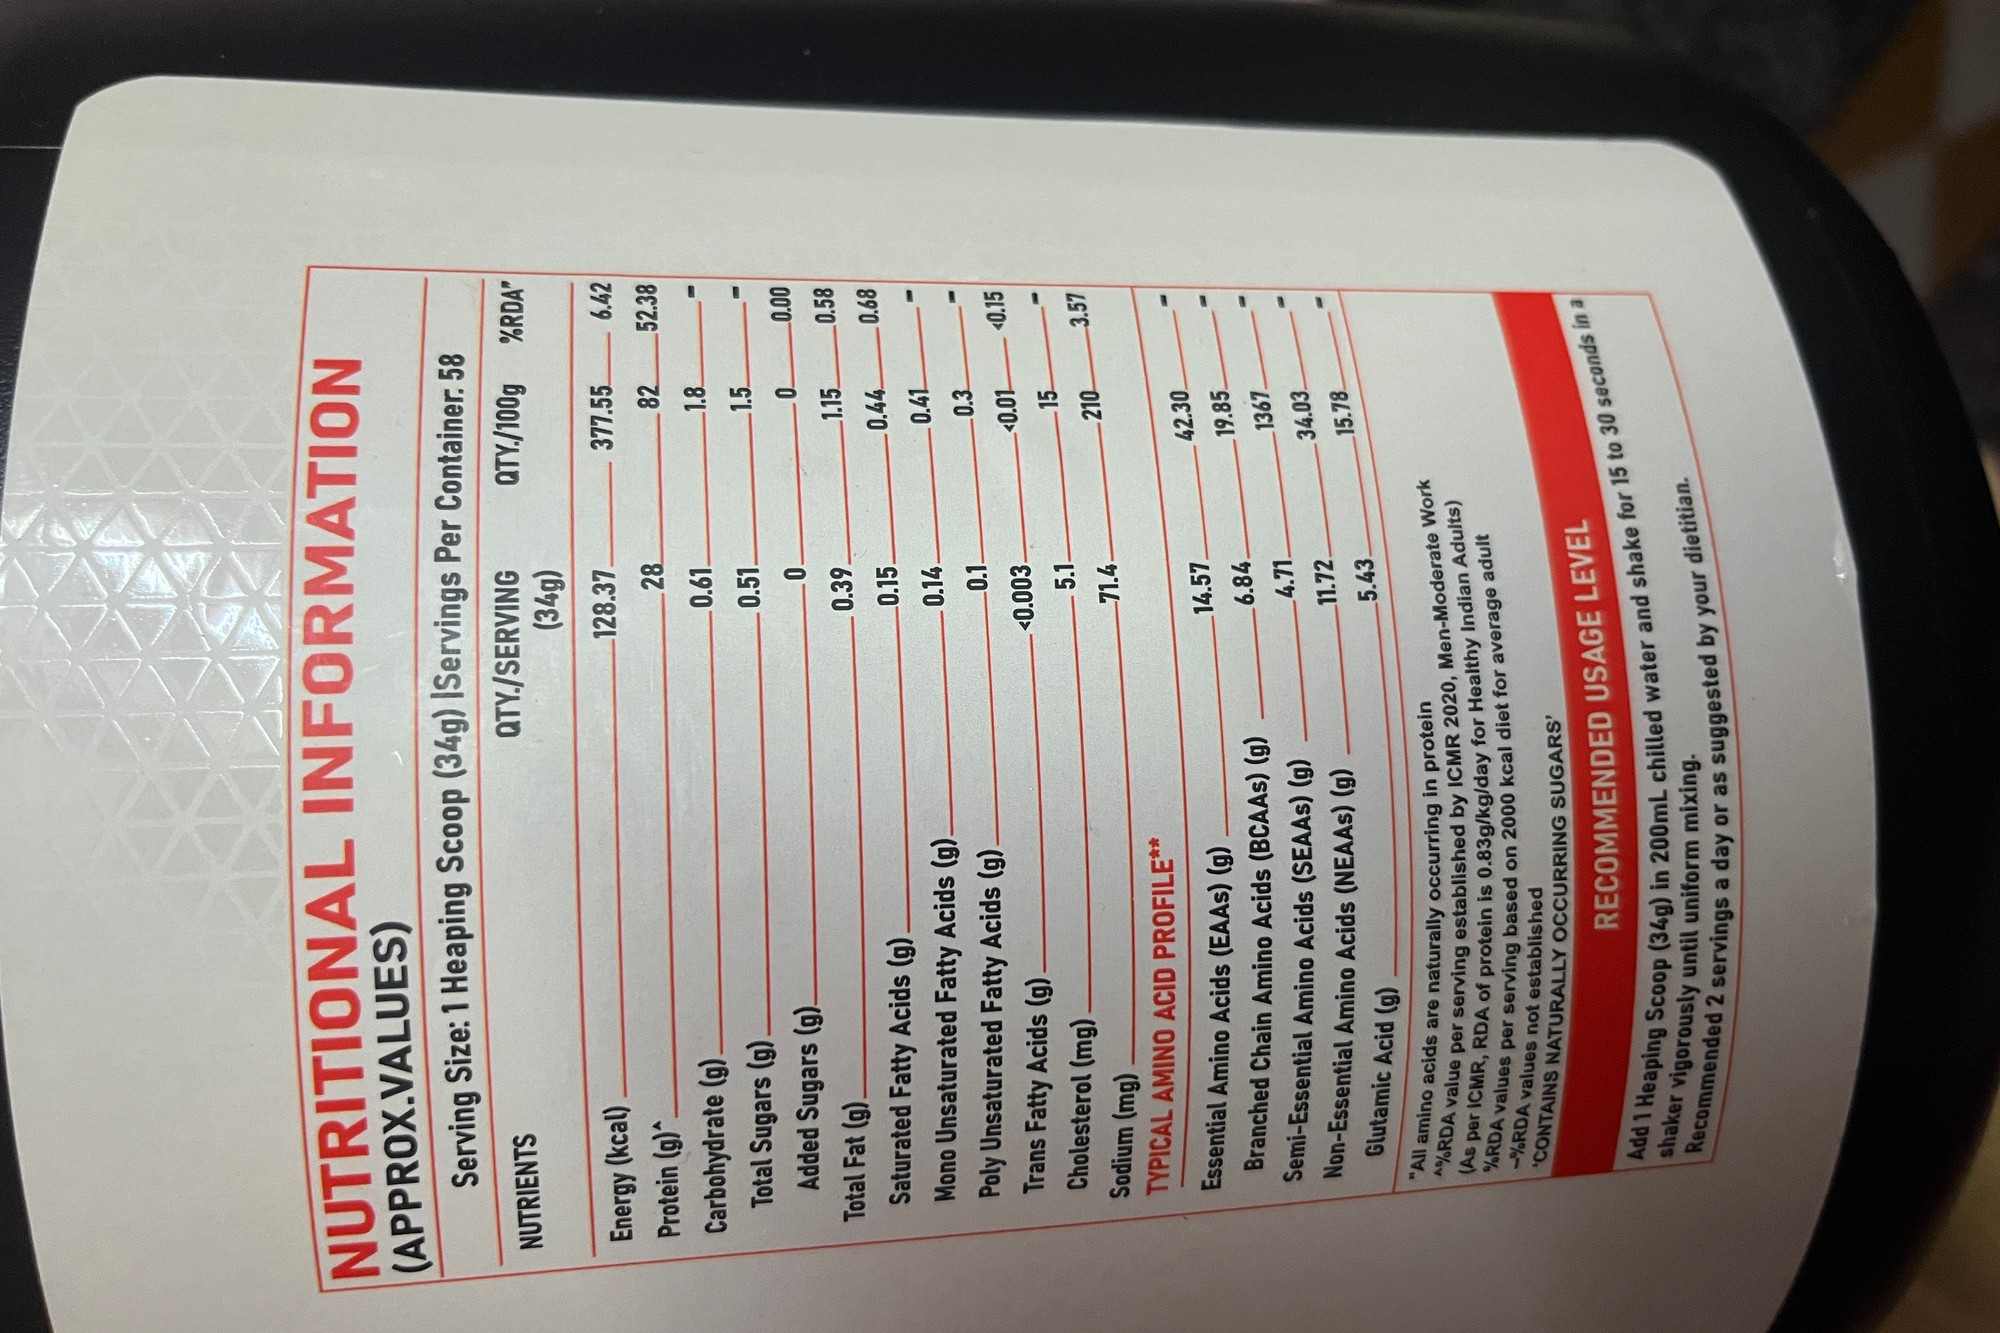 NUTRITIONAL INFORMATION
(APPROX.VALUES)
Serving Size: 1 Heaping Scoop (34g) |Servings Per Container: 58
NUTRIENTS QTY./SERVING (34g) QTY./100g %RDA"
Energy (kcal) 128.37 377.55 6.42
Protein (g)^ 28 82 52.38
Carbohydrate (g) 0.61 1.8 -
Total Sugars (g) 0.51 1.5 -
Added Sugars (g) 0 0 0.00
Total Fat (g) 0.39 1.15 0.58
Saturated Fatty Acids (g) 0.15 0.44 0.68
Mono Unsaturated Fatty Acids (g) 0.14 0.41 -
Poly Unsaturated Fatty Acids (g) 0.1 0.3 -
Trans Fatty Acids (g) <0.003 <0.01 <0.15
Cholesterol (mg) 5.1 15 -
Sodium (mg) 71.4 210 3.57
TYPICAL AMINO ACID PROFILE**
Essential Amino Acids (EAAs) (g) 14.57 42.30 -
Branched Chain Amino Acids (BCAAs) (g) 6.84 19.85 -
Semi-Essential Amino Acids (SEAAs) (g) 4.71 1367 -
Non-Essential Amino Acids (NEAAs) (g) 11.72 34.03 -
Glutamic Acid (g) 5.43 15.78 -
"All amino acids are naturally occurring in protein
^%RDA value per serving established by ICMR 2020, Men-Moderate Work
(As per ICMR, RDA of protein is 0.83g/kg/day for Healthy Indian Adults)
%RDA values per serving based on 2000 kcal diet for average adult
-%RDA values not established
'CONTAINS NATURALLY OCCURRING SUGARS'
RECOMMENDED USAGE LEVEL
Add 1 Heaping Scoop (34g) in 200mL chilled water and shake for 15 to 30 seconds in a
shaker vigorously until uniform mixing.
Recommended 2 servings a day or as suggested by your dietitian.